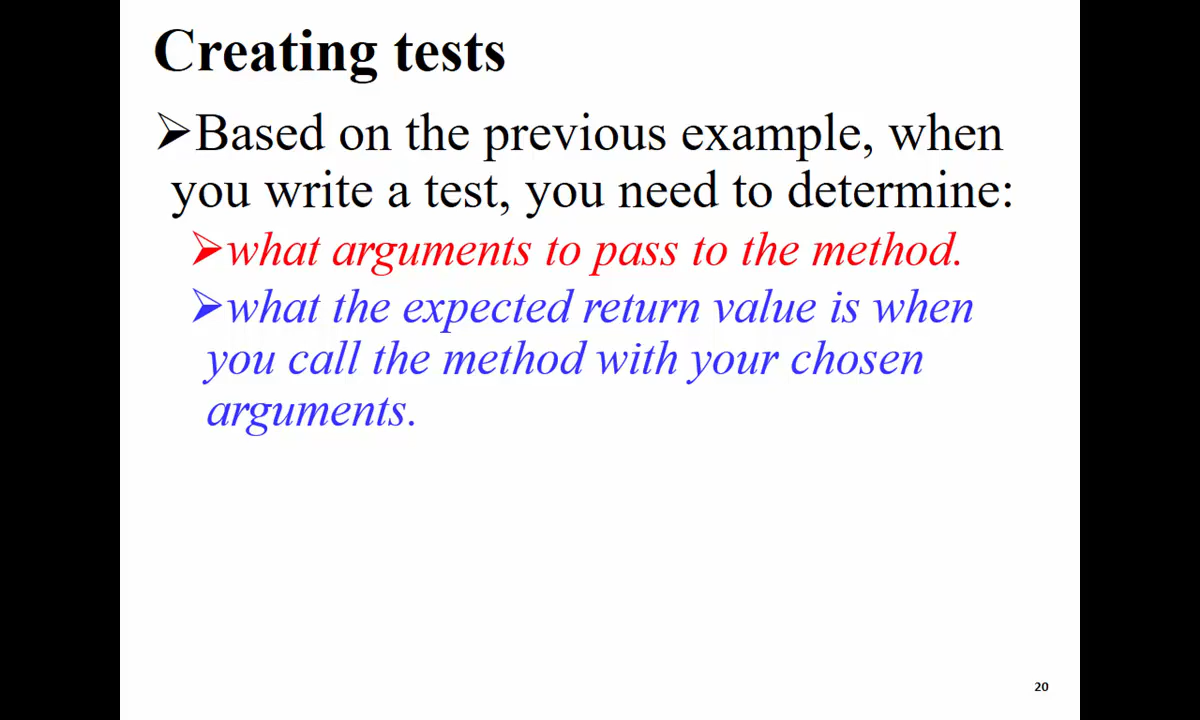 Creating tests
➢Based on the previous example, when
you write a test, you need to determine:
➢what arguments to pass to the method.
➢what the expected return value is when
you call the method with your chosen
arguments.
20